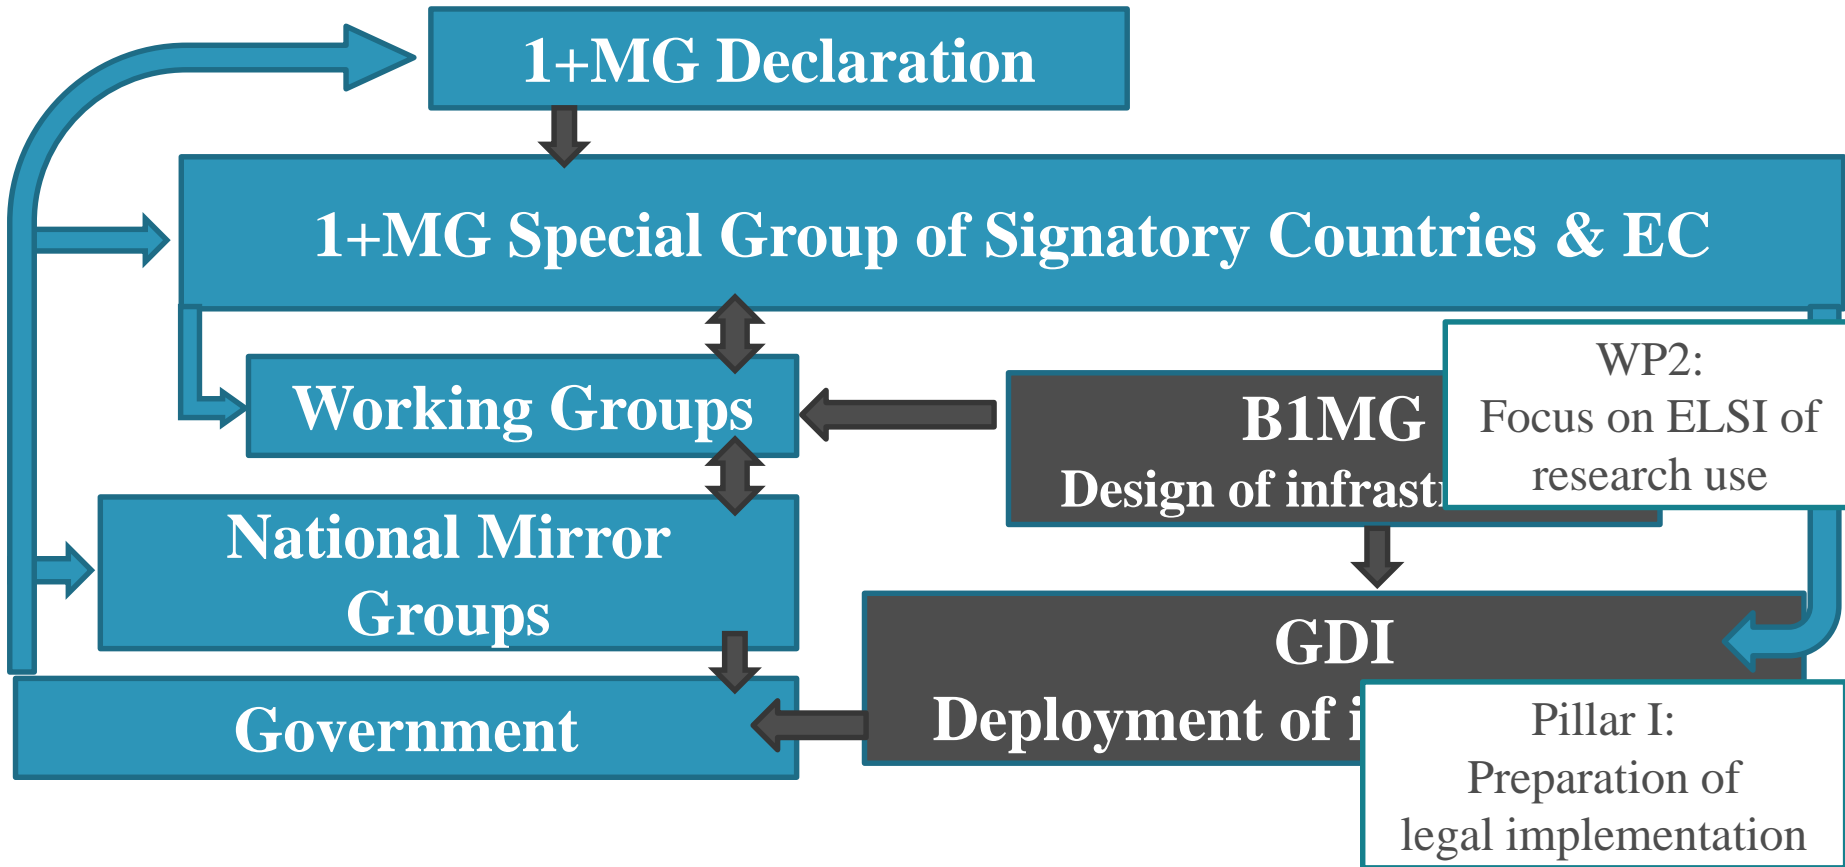 1+MG Declaration
1+MG Special Group of Signatory Countries & EC
Working Groups
B1MG
Design of
WP2:
Focus on ELSI of
research use
National Mirror
Groups
GDI
Deployment of
Government
Pillar I:
Preparation of
legal implementation